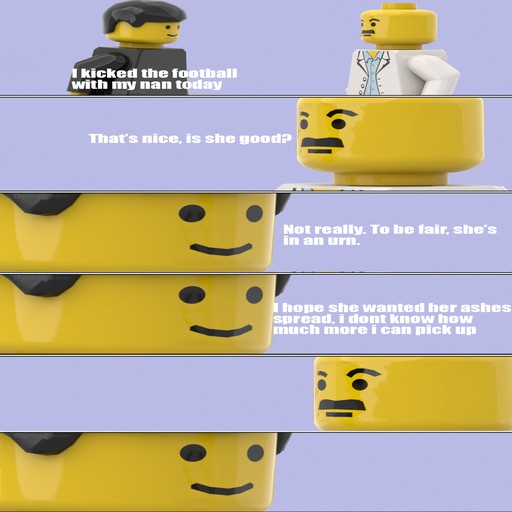 I kicked the football
with my nan today
That's nice, is she good?
Not really. To be fair, she's
in an urn.
I hope she wanted her ashes
spread, i dont know how
much more i can pick up